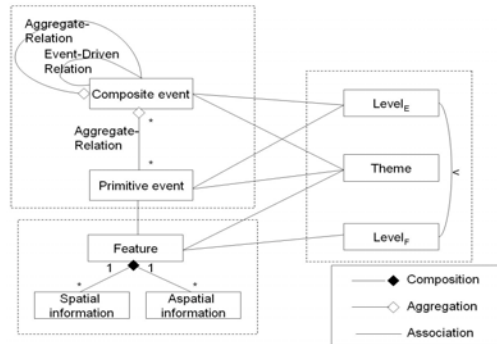 Aggregate-
Relation
Event-Driven
Relation
Composite event
*
Aggregate-
Relation
*
Primitive event
Feature
1
1
*
*
Spatial
information
Aspatial
information
LevelE
Theme
LevelF
<
Composition
Aggregation
Association